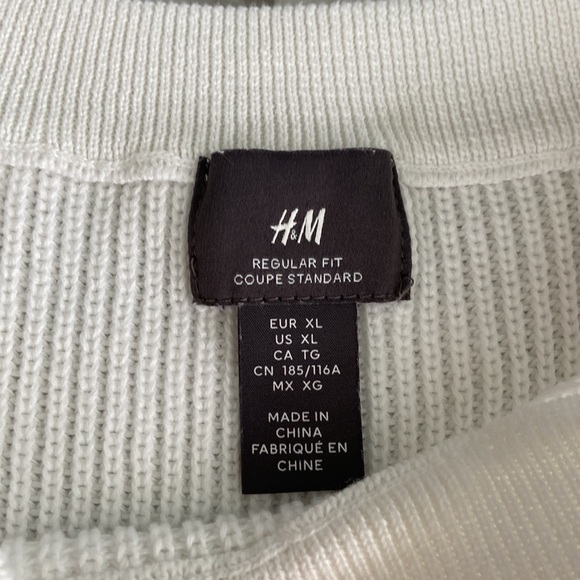 H&M
REGULAR FIT
COUPE STANDARD
EUR XL
US XL
CA TG
CN 185/116A
MX XG
MADE IN
CHINA
FABRIQUÉ EN
CHINE